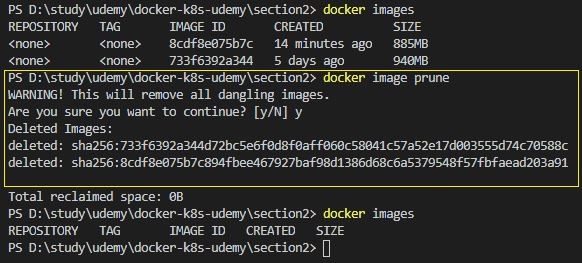 PS D:\study\udemy\docker-k8s-udemy\section2> docker images
REPOSITORY TAG IMAGE ID CREATED SIZE
<none> <none> 8cdf8e075b7c 14 minutes ago 885MB
<none> <none> 733f6392a344 5 days ago 940MB
PS D:\study\udemy\docker-k8s-udemy\section2> docker image prune
WARNING! This will remove all dangling images.
Are you sure you want to continue? [y/N] y
Deleted Images:
deleted: sha256:733f6392a344d72bc5e6f0d8f0aff060c58041c57a52e17d003555d74c70588c
deleted: sha256:8cdf8e075b7c894fbee467927baf98d1386d68c6a5379548f57fbfaead203a91
Total reclaimed space: 0B
PS D:\study\udemy\docker-k8s-udemy\section2> docker images
REPOSITORY TAG IMAGE ID CREATED SIZE
PS D:\study\udemy\docker-k8s-udemy\section2>